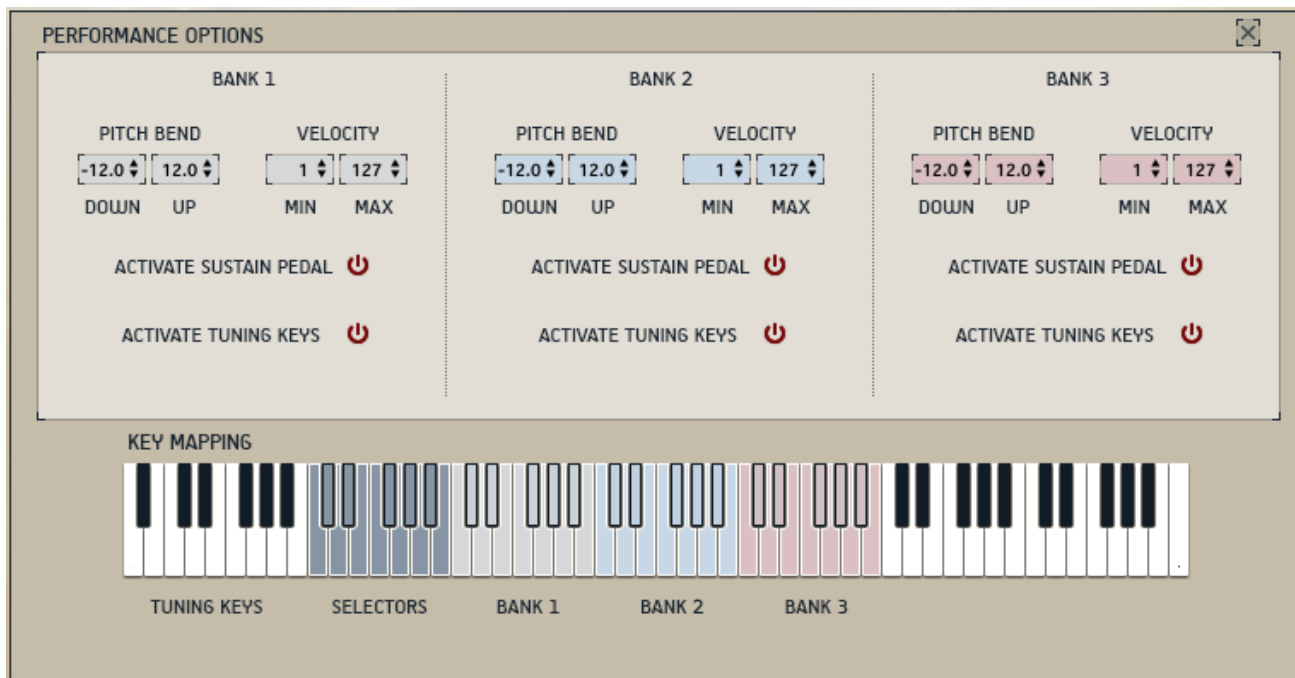 PERFORMANCE OPTIONS
BANK 1 BANK 2 BANK 3
PITCH BEND VELOCITY PITCH BEND VELOCITY PITCH BEND VELOCITY
-12.0 12.0 1 127 -12.0 12.0 1 127 -12.0 12.0 1 127
DOWN UP MIN MAX DOWN UP MIN MAX DOWN UP MIN MAX
ACTIVATE SUSTAIN PEDAL ACTIVATE SUSTAIN PEDAL ACTIVATE SUSTAIN PEDAL
ACTIVATE TUNING KEYS ACTIVATE TUNING KEYS ACTIVATE TUNING KEYS
KEY MAPPING
TUNING KEYS SELECTORS BANK 1 BANK 2 BANK 3